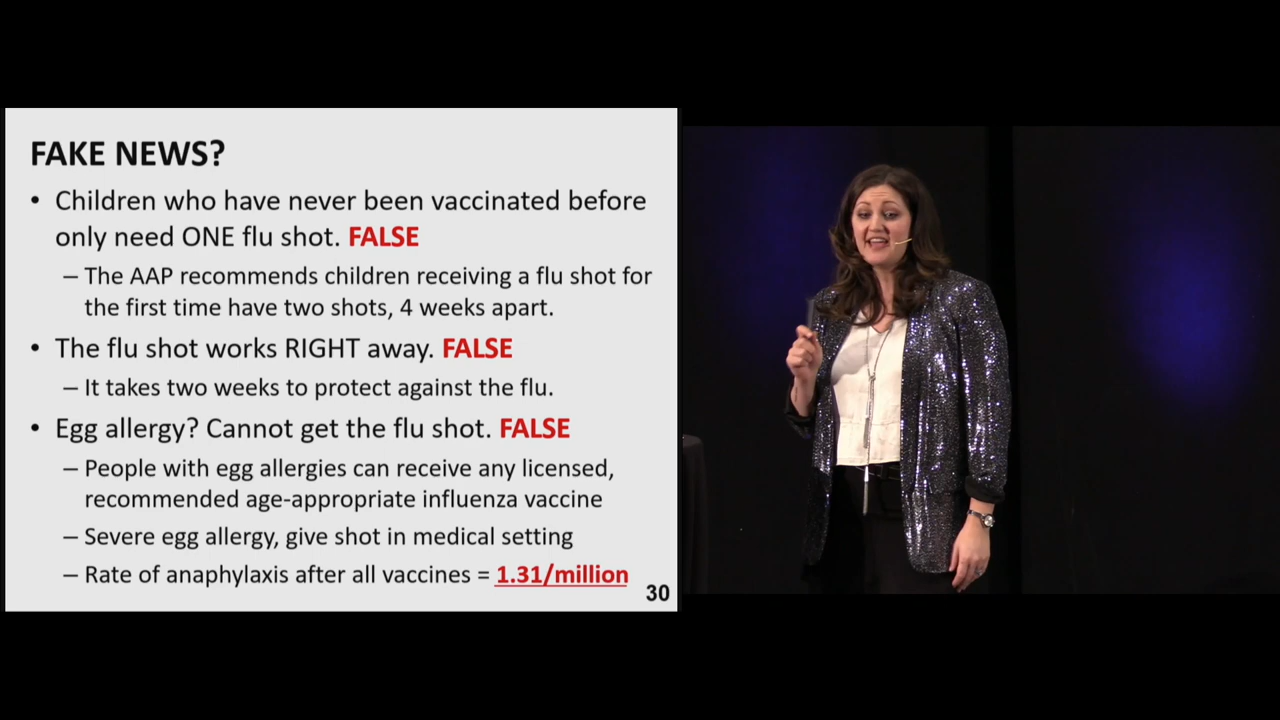 FAKE NEWS?
• Children who have never been vaccinated before
only need ONE flu shot. FALSE
– The AAP recommends children receiving a flu shot for
the first time have two shots, 4 weeks apart.
• The flu shot works RIGHT away. FALSE
– It takes two weeks to protect against the flu.
• Egg allergy? Cannot get the flu shot. FALSE
– People with egg allergies can receive any licensed,
recommended age-appropriate influenza vaccine
– Severe egg allergy, give shot in medical setting
– Rate of anaphylaxis after all vaccines = 1.31/million
30